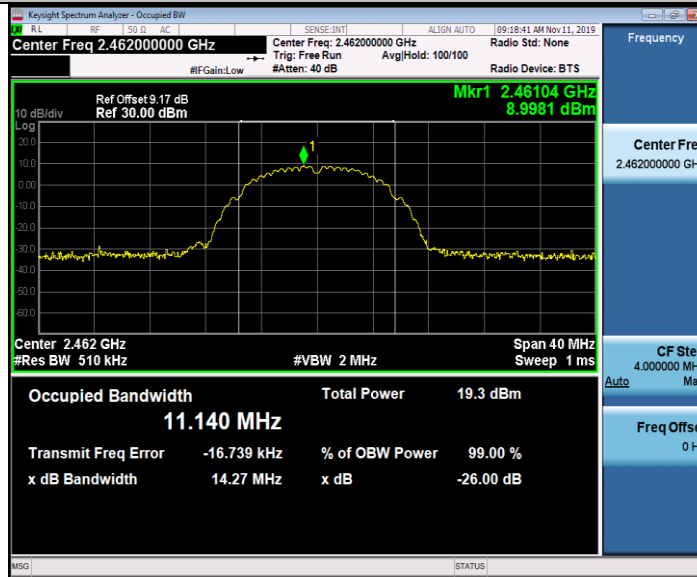 Keysight Spectrum Analyzer - Occupied BW
RL RF 50 Ω AC SENSE:INT ALIGN AUTO 09:18:41 AM Nov 11, 2019
Center Freq 2.462000000 GHz
Center Freq: 2.462000000 GHz
Radio Std: None
Trig: Free Run Avg|Hold: 100/100
#IFGain:Low
#Atten: 40 dB
Radio Device: BTS
Frequency
Ref Offset 9.17 dB
Mkr1 2.46104 GHz
10 dB/div Ref 30.00 dBm
8.9981 dBm
Log
20.0
1
10.0
0.00
-10.0
-20.0
-30.0
-40.0
-50.0
-60.0
Center 2.462 GHz
Span 40 MHz
#Res BW 510 kHz
#VBW 2 MHz
Sweep 1 ms
Occupied Bandwidth
Total Power 19.3 dBm
11.140 MHz
Transmit Freq Error -16.739 kHz
% of OBW Power 99.00 %
x dB Bandwidth 14.27 MHz
x dB -26.00 dB
Center Fre
2.462000000 GH
CF Ste
4.000000 MH
Auto Ma
Freq Offse
0 H
MSG STATUS